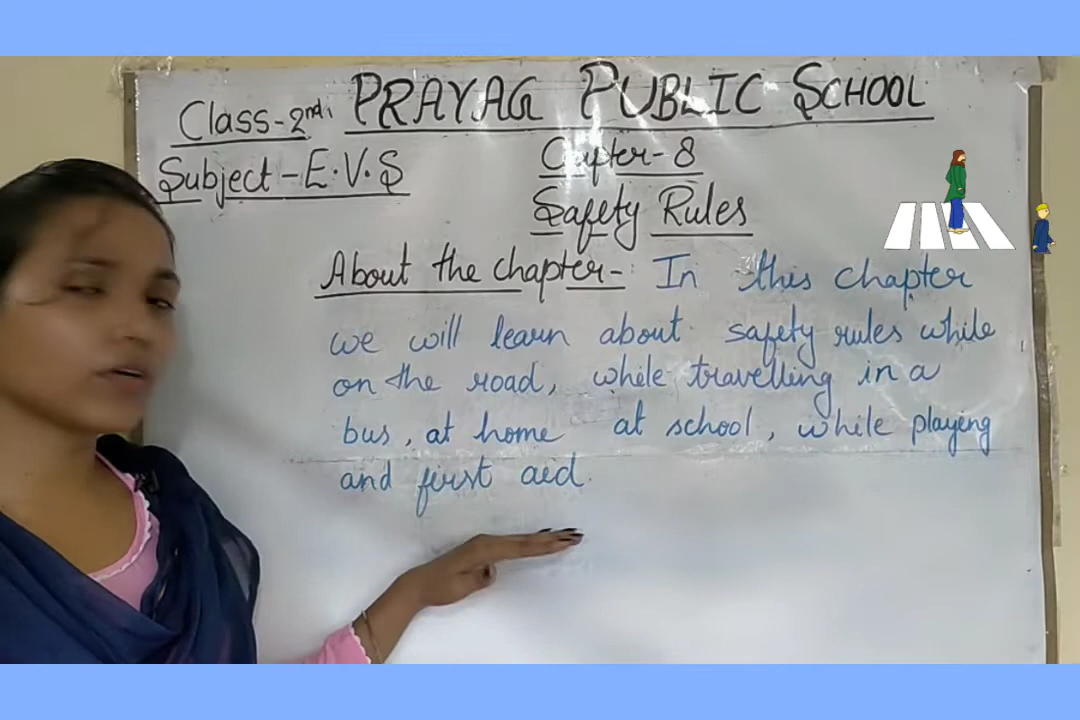 PRAYAG PUBLIC SCHOOL
Class-2nd.
Subject - E.V.S
Capter-8
Safety Rules
About the chapter- In this chapter
we will learn about safety rules while
on the road, while travelling in a
bus, at home at school, while playing
and first aid.